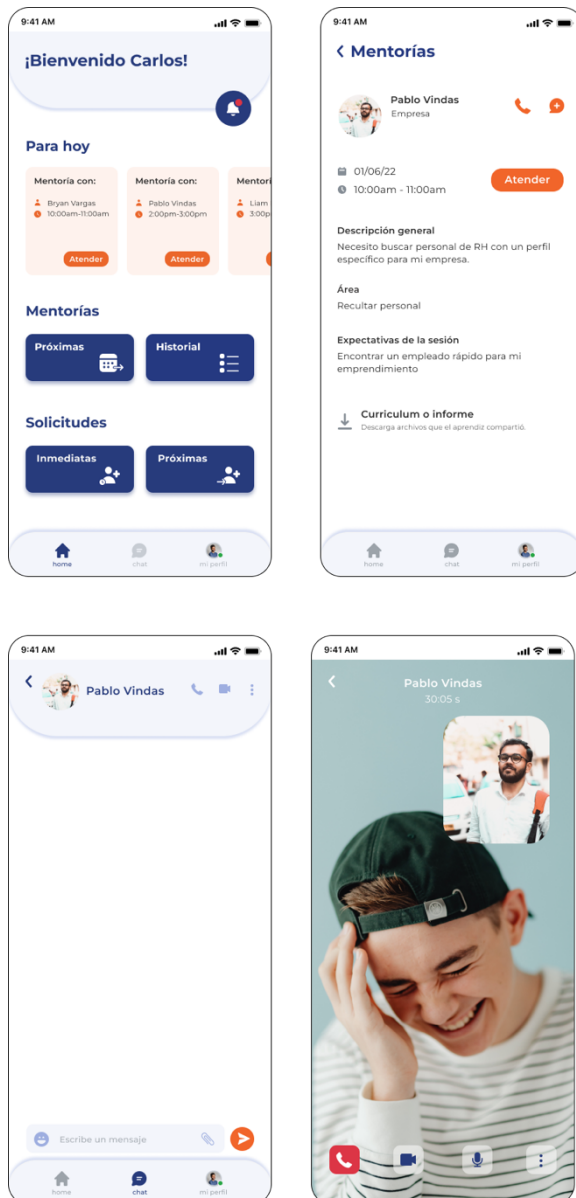 9:41 AM
¡Bienvenido Carlos!
Para hoy
Mentoría con:
Bryan Vargas
10:00am-11:00am
Atender
Mentoría con:
Pablo Vindas
2:00pm-3:00pm
Atender
Mentorí
Liam
3:00p
Mentorías
Próximas
Historial
Solicitudes
Inmediatas
Próximas
home
chat
mi perfil
9:41 AM
Mentorías
Pablo Vindas
Empresa
01/06/22
10:00am - 11:00am
Atender
Descripción general
Necesito buscar personal de RH con un perfil
específico para mi empresa.
Área
Recultar personal
Expectativas de la sesión
Encontrar un empleado rápido para mi
emprendimiento
Curriculum o informe
Descarga archivos que el aprendiz compartió.
home
chat
mi perfil
9:41 AM
Pablo Vindas
Escribe un mensaje
home
chat
mi perfil
9:41 AM
Pablo Vindas
30:05 s